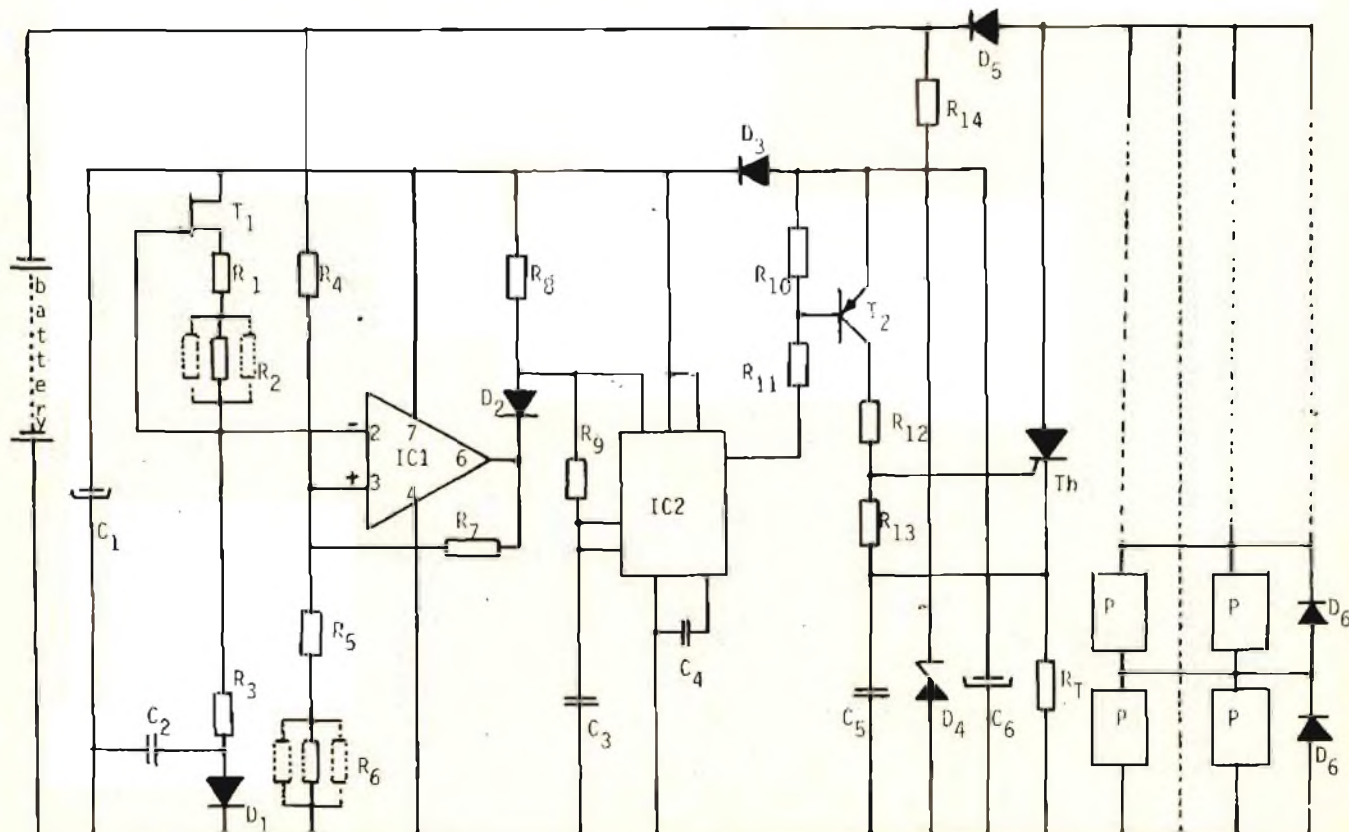 D5
R14
D3
T1
R1
R4
R8
R10
T2
battery
R2
D2
R11
- 2
7
IC1
6
+ 3
4
R9
R12
Th
C1
IC2
R7
R13
R5
C4
P
P
D6
R3
C2
C3
C5
D4
C6
RT
P
P
D6
R6
D1